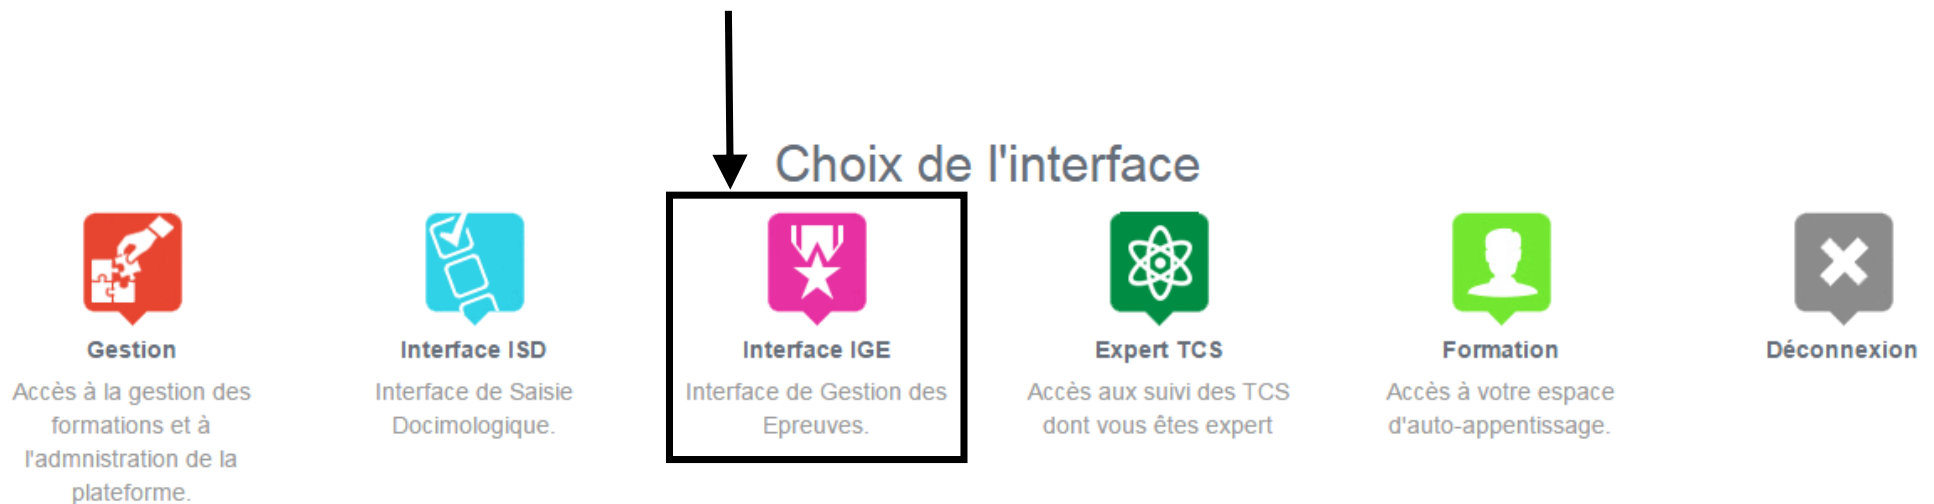 Choix de l'interface
Gestion
Accès à la gestion des
formations et à
l'admnistration de la
plateforme.
Interface ISD
Interface de Saisie
Docimologique.
Interface IGE
Interface de Gestion des
Epreuves.
Expert TCS
Accès aux suivi des TCS
dont vous êtes expert
Formation
Accès à votre espace
d'auto-appentissage.
Déconnexion